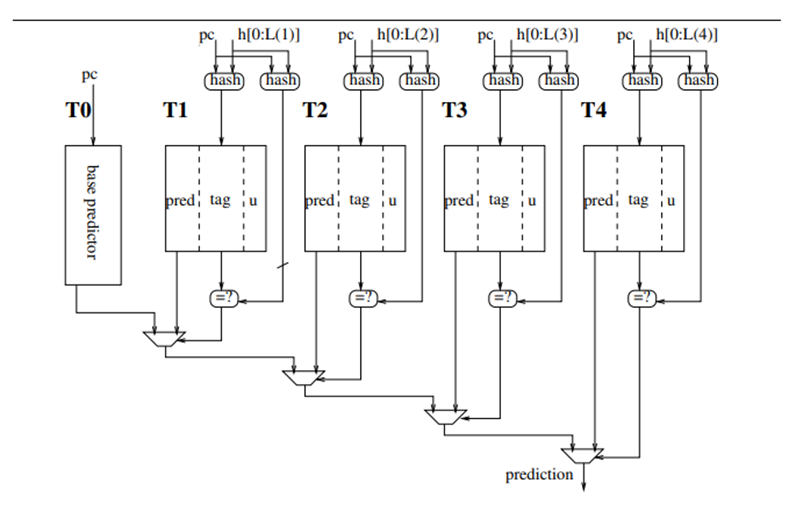 pc h[0:L(1)] pc h[0:L(2)] pc h[0:L(3)] pc h[0:L(4)]
pc hash hash hash hash hash hash hash hash
T0 T1 T2 T3 T4
base predictor
pred tag u pred tag u pred tag u pred tag u
=? =? =? =?
prediction